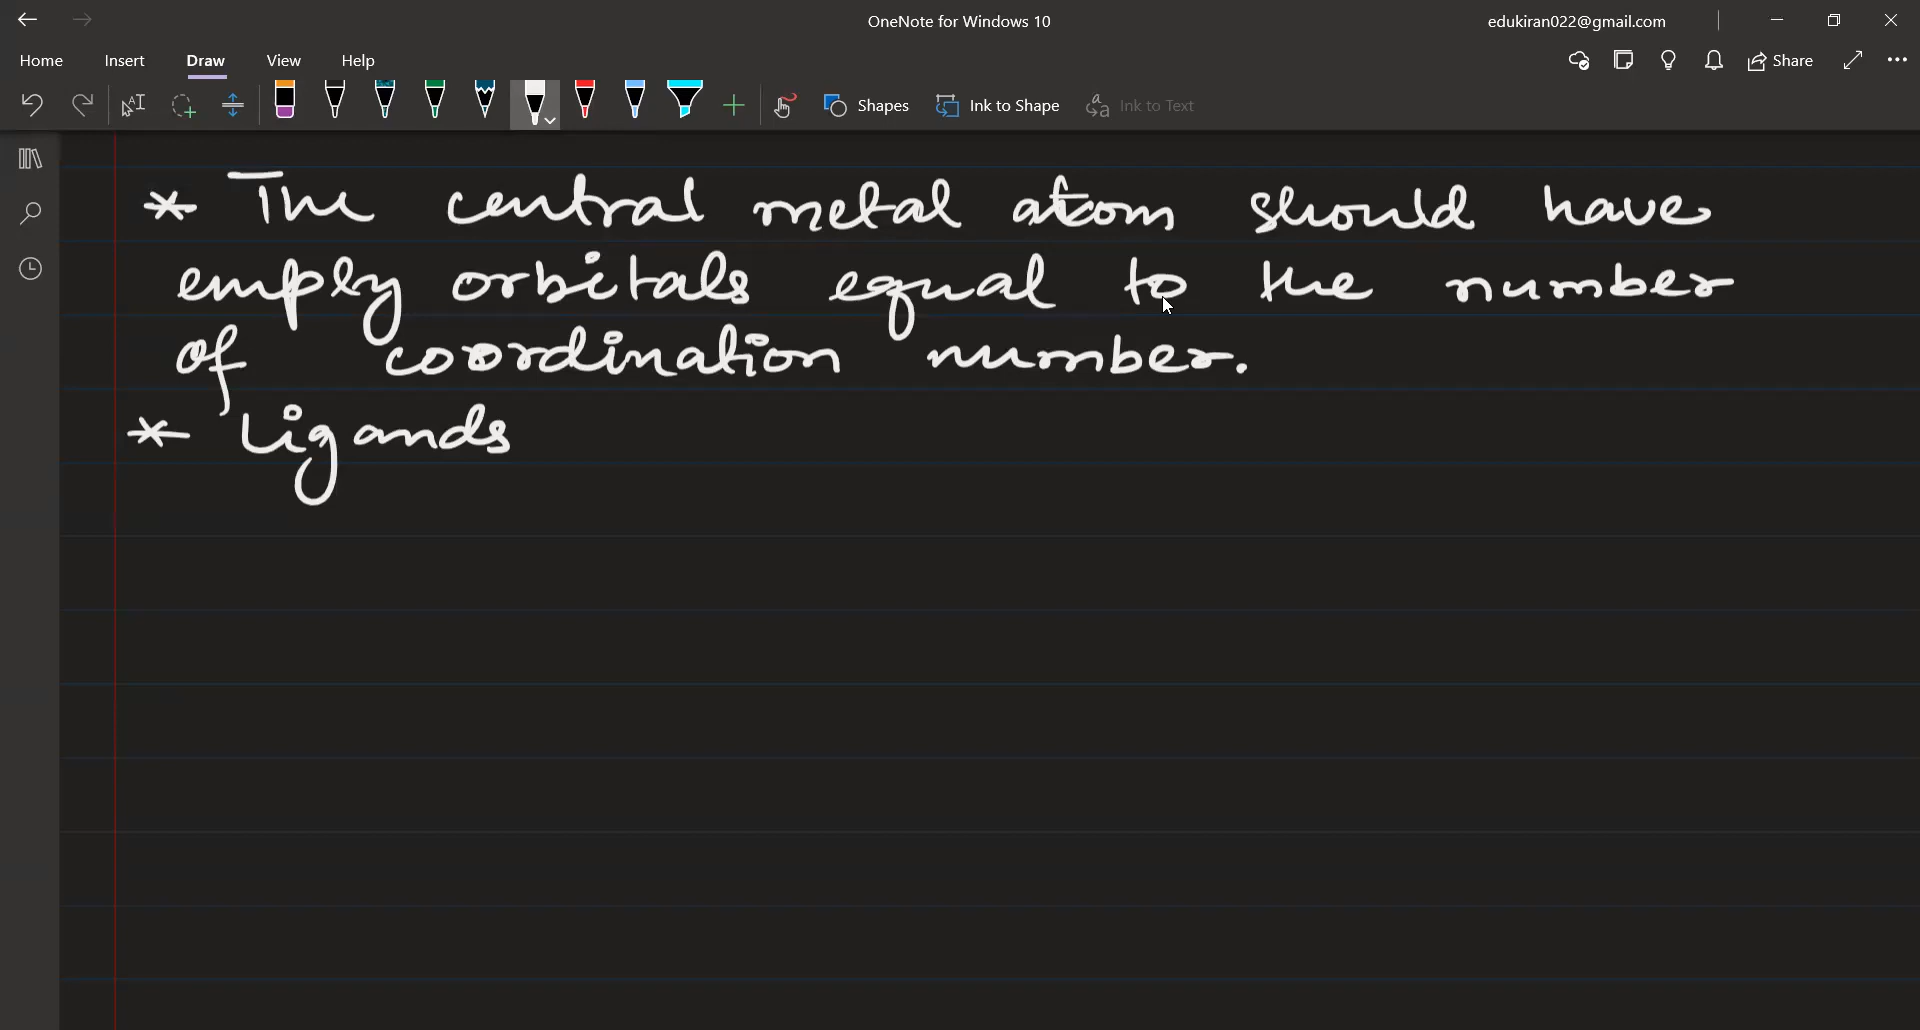 OneNote for Windows 10
edukiran022@gmail.com
Home Insert Draw View Help
Share
Shapes Ink to Shape Ink to Text
* The central metal atom should have
empty orbitals equal to the number
of coordination number.
* Ligands